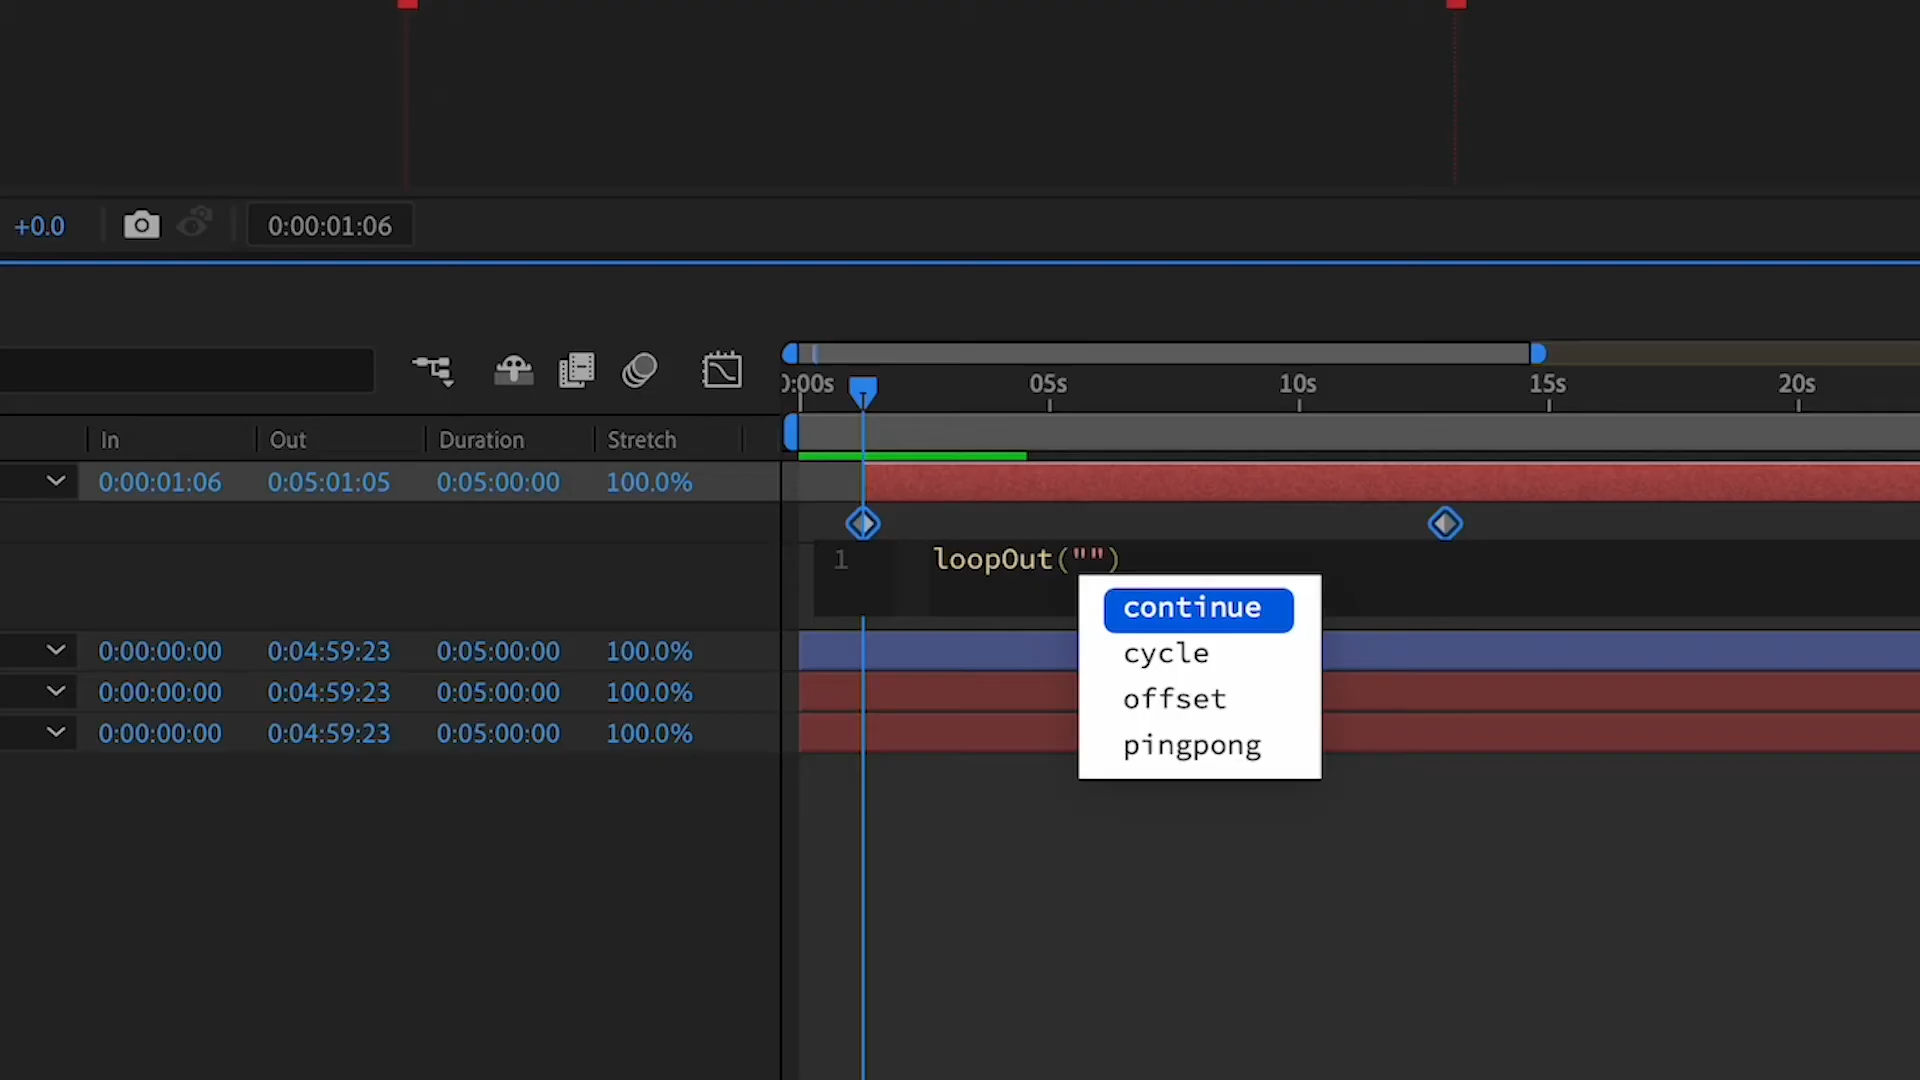 +0.0 0:00:01:06
0:00s 05s 10s 15s 20s
In Out Duration Stretch
0:00:01:06 0:05:01:05 0:05:00:00 100.0%
1 loopOut("")
continue
cycle
offset
pingpong
0:00:00:00 0:04:59:23 0:05:00:00 100.0%
0:00:00:00 0:04:59:23 0:05:00:00 100.0%
0:00:00:00 0:04:59:23 0:05:00:00 100.0%